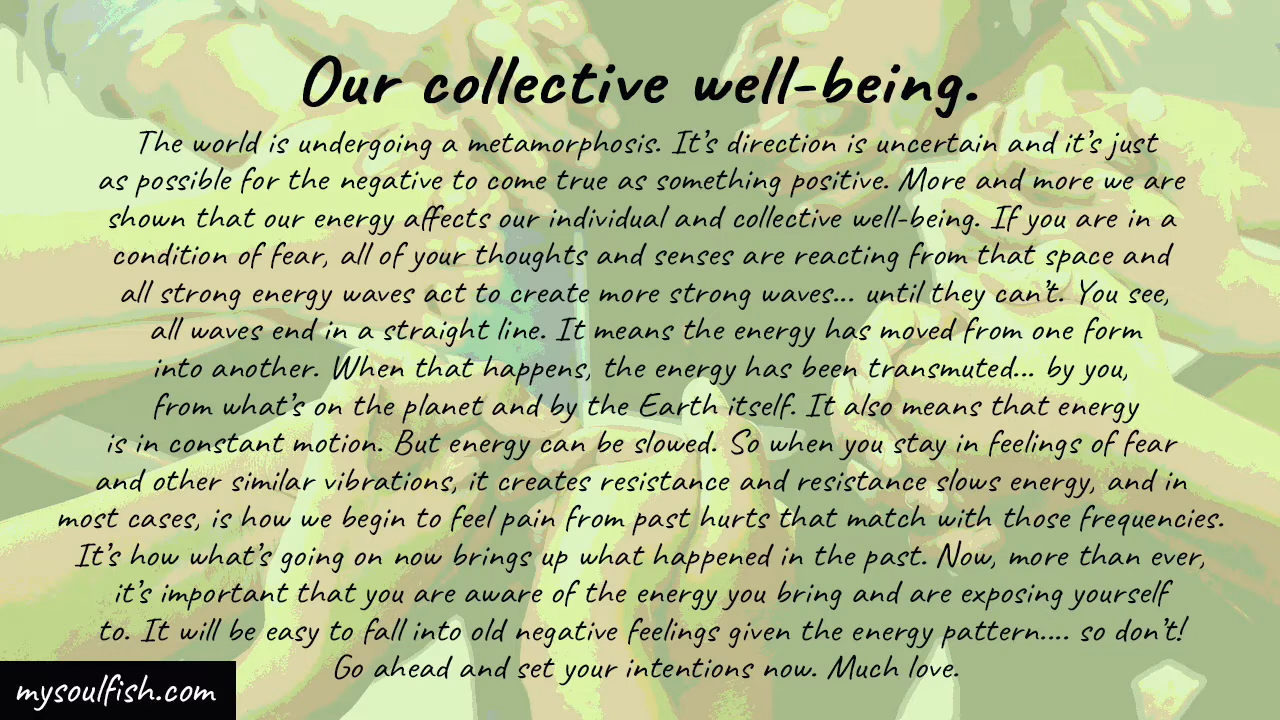 Our collective well-being.
The world is undergoing a metamorphosis. It's direction is uncertain and it's just
as possible for the negative to come true as something positive. More and more we are
shown that our energy affects our individual and collective well-being. If you are in a
condition of fear, all of your thoughts and senses are reacting from that space and
all strong energy waves act to create more strong waves... until they can't. You see,
all waves end in a straight line. It means the energy has moved from one form
into another. When that happens, the energy has been transmuted... by you,
from what's on the planet and by the Earth itself. It also means that energy
is in constant motion. But energy can be slowed. So when you stay in feelings of fear
and other similar vibrations, it creates resistance and resistance slows energy, and in
most cases, is how we begin to feel pain from past hurts that match with those frequencies.
It's how what's going on now brings up what happened in the past. Now, more than ever,
it's important that you are aware of the energy you bring and are exposing yourself
to. It will be easy to fall into old negative feelings given the energy pattern.... so don't!
Go ahead and set your intentions now. Much love.
mysoulfish.com